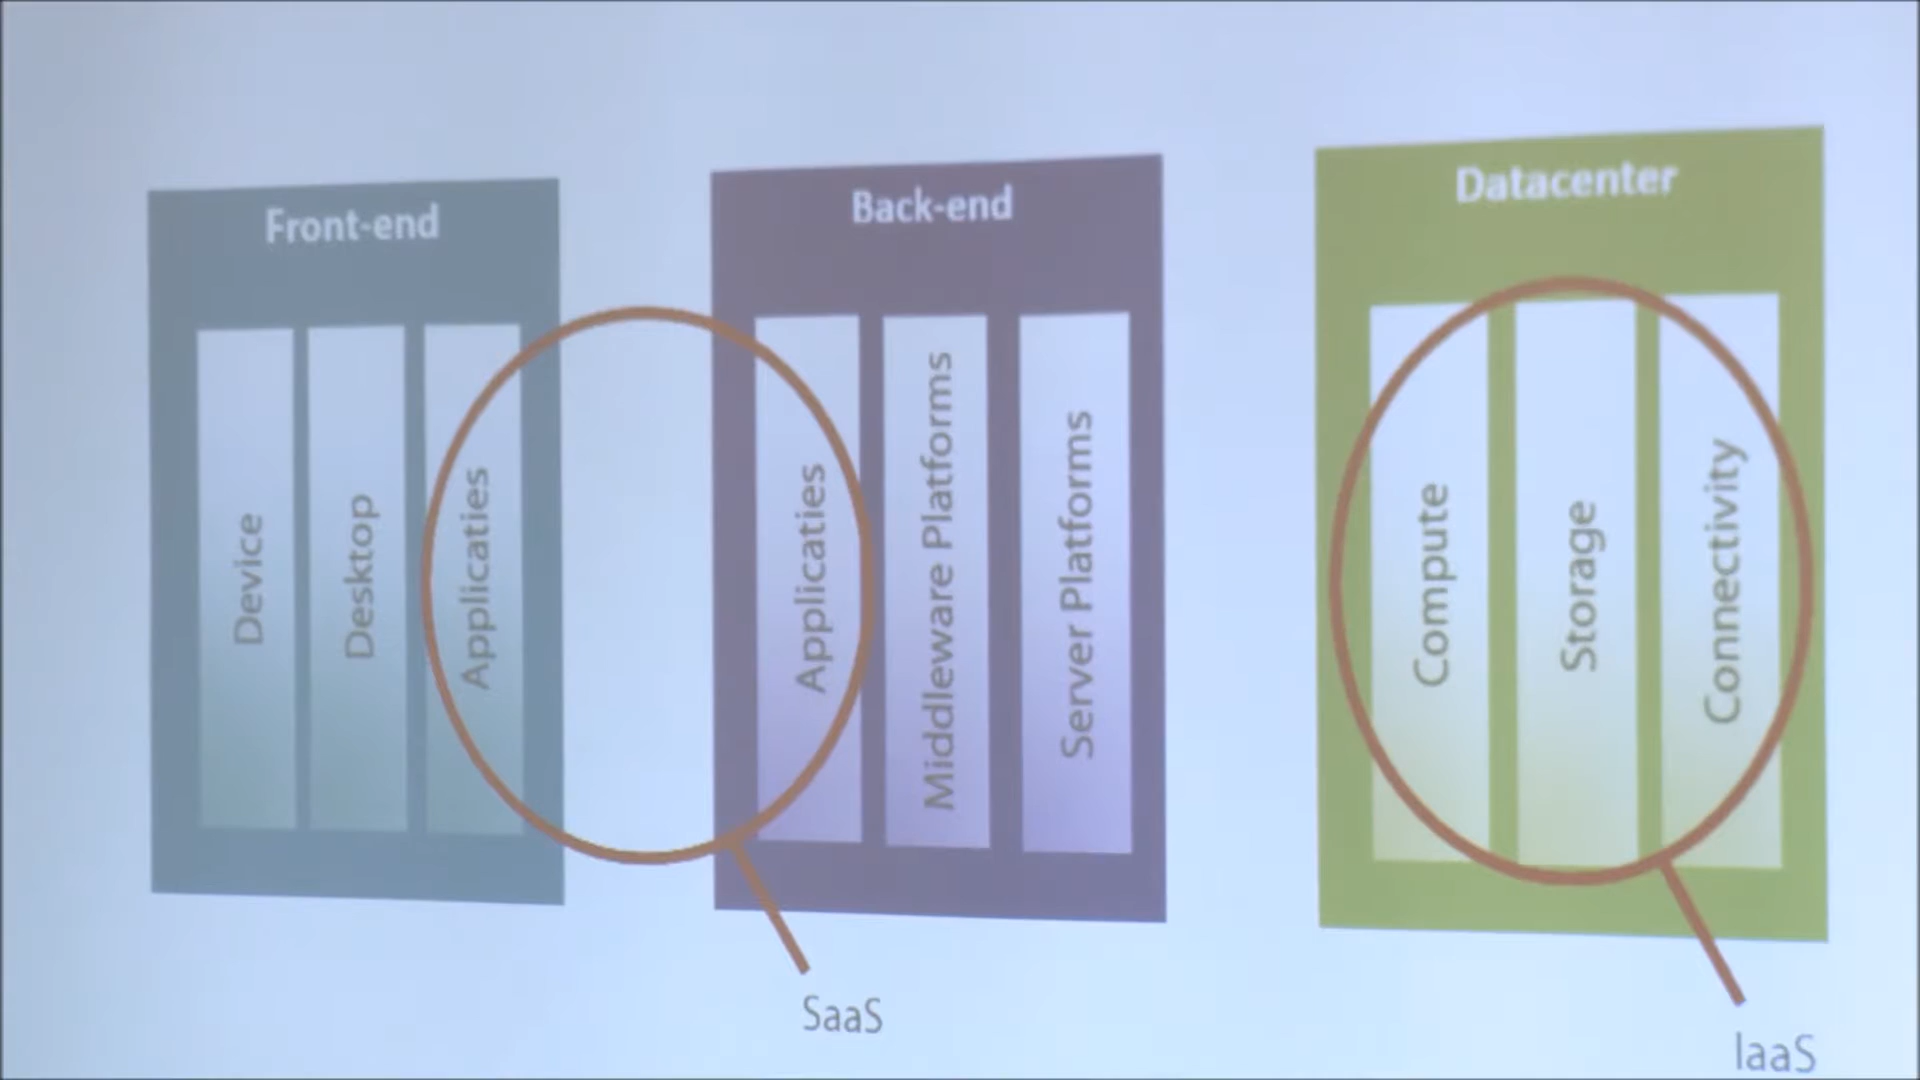 Front-end
Device
Desktop
Applicaties
Back-end
Applicaties
Middleware Platforms
Server Platforms
Datacenter
Compute
Storage
Connectivity
SaaS
IaaS